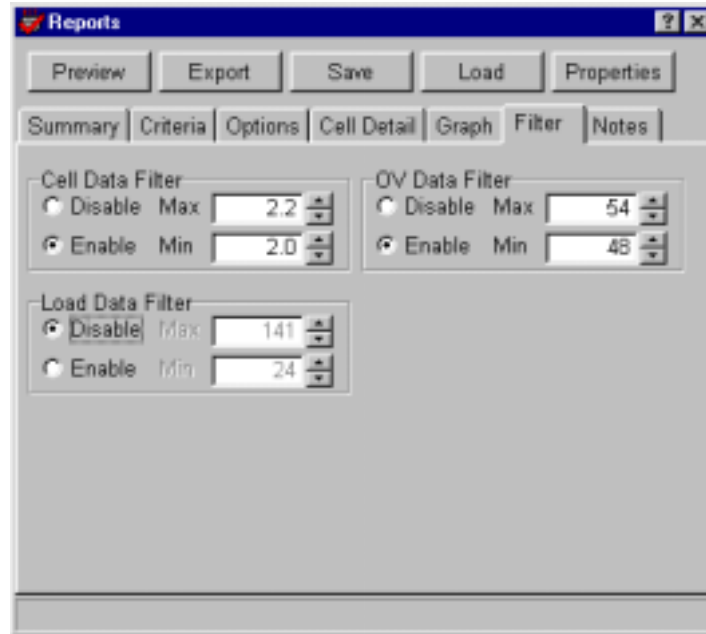 Reports
Preview Export Save Load Properties
Summary Criteria Options Cell Detail Graph Filter Notes
Cell Data Filter OV Data Filter
Disable Max 2.2 Disable Max 54
Enable Min 2.0 Enable Min 48
Load Data Filter
Disable Max 141
Enable Min 24